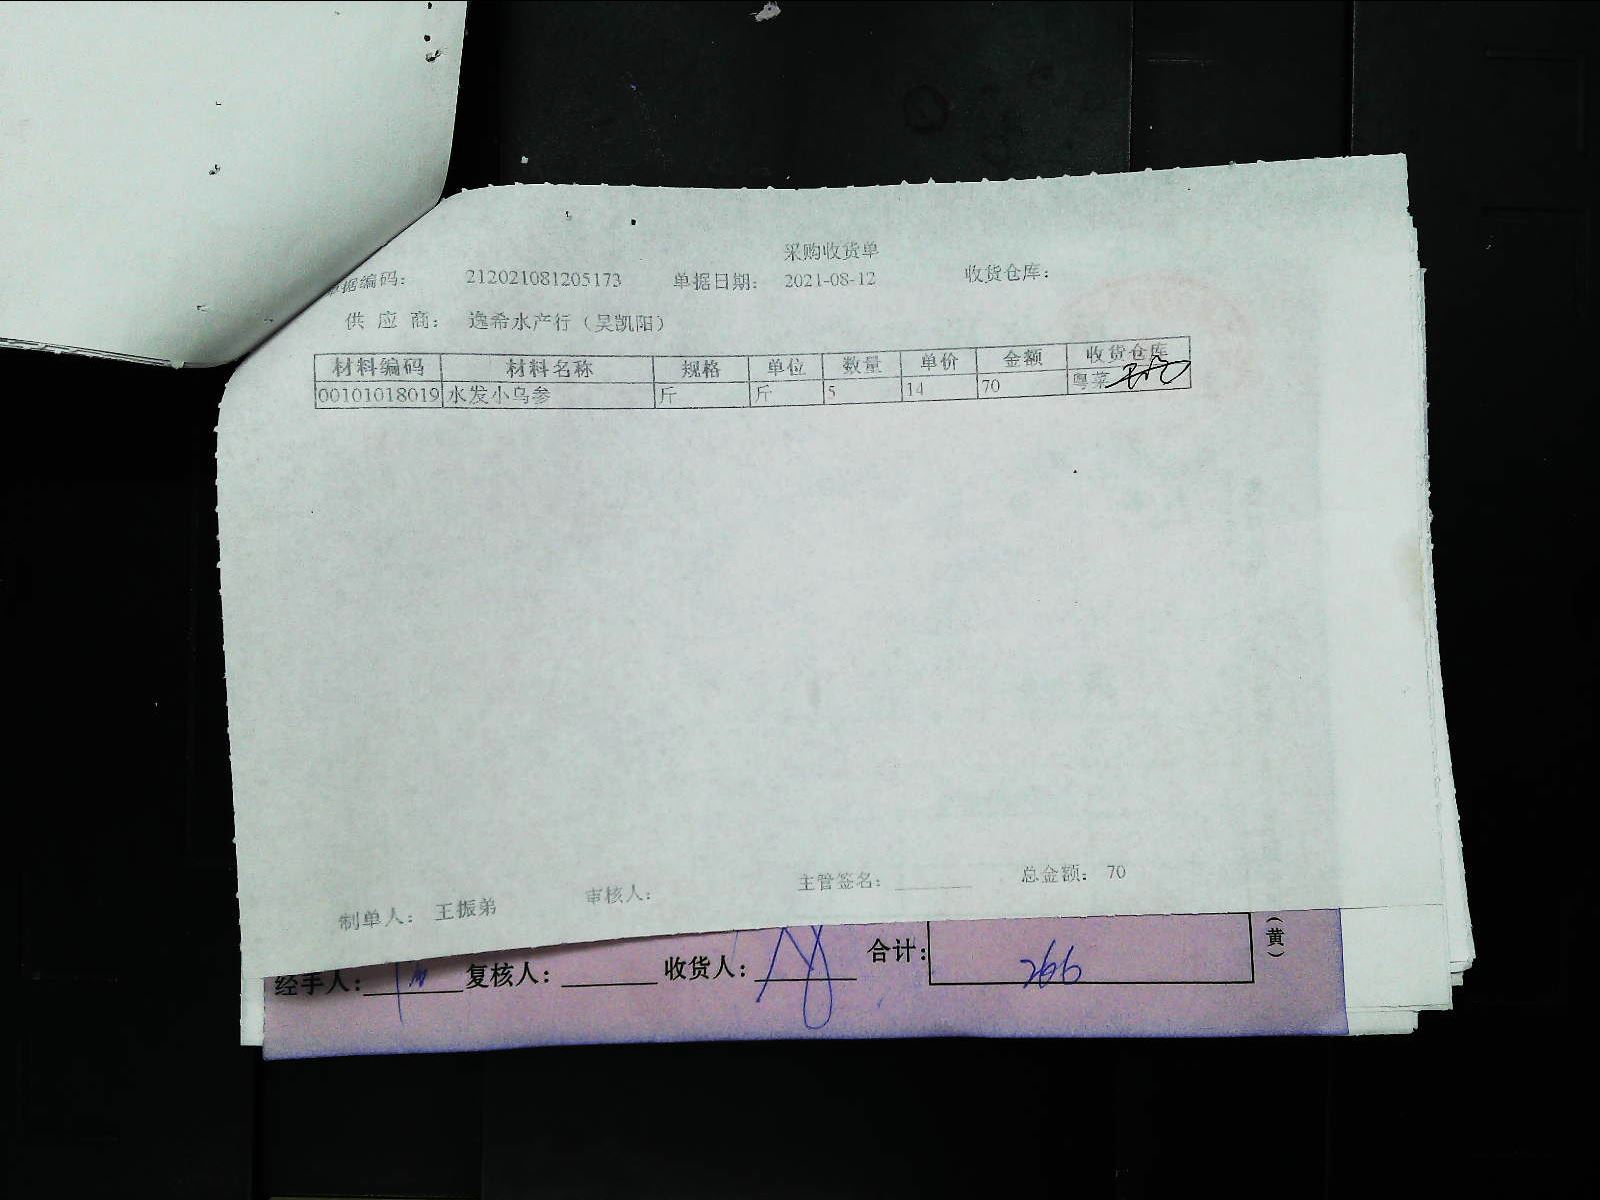 采购收货单
单据编码： 212021081205173 单据日期： 2021-08-12 收货仓库：
供 应 商： 逸希水产行（吴凯阳）
材料编码 材料名称 规格 单位 数量 单价 金额 收货仓库
00101018019 水发小乌参 斤 斤 5 14 70 粤菜
制单人： 王振弟 审核人： 主管签名： 总金额： 70
经手人： 复核人： 收货人： 合计： 266
（黄）